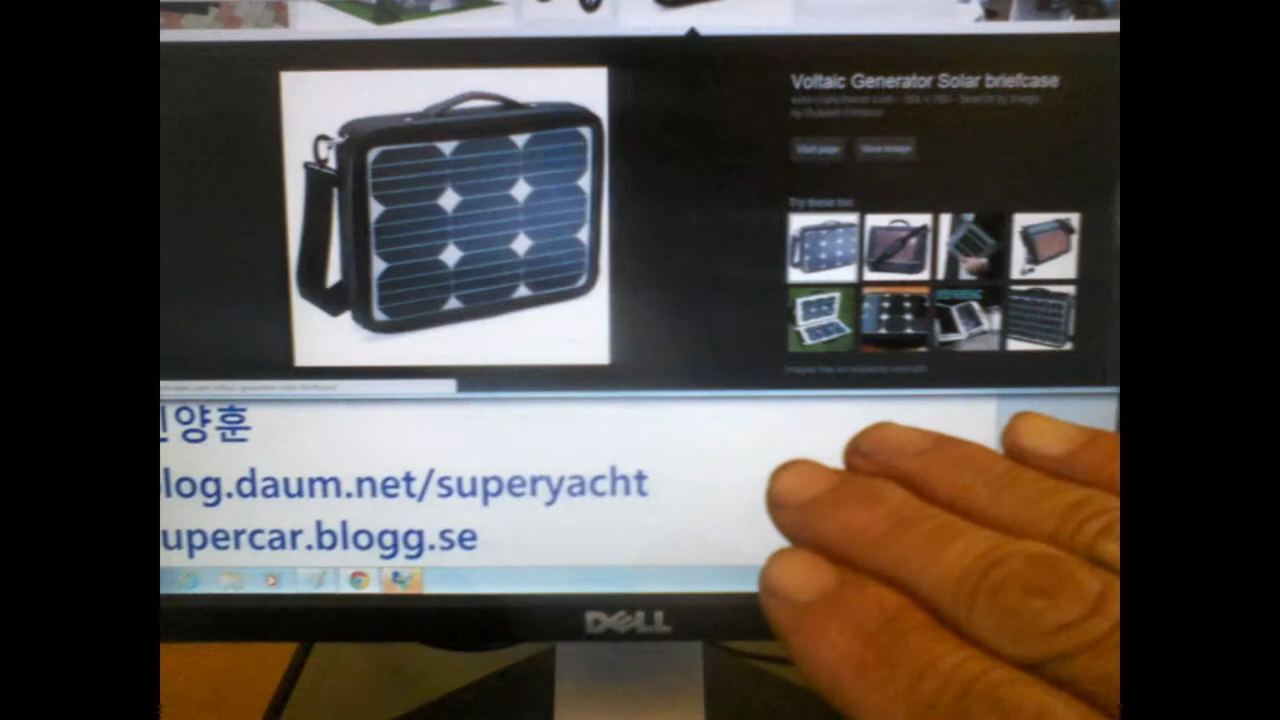 Voltaic Generator Solar briefcase
Visit page
View image
Try these too
양훈
log.daum.net/superyacht
upercar.blogg.se
DELL